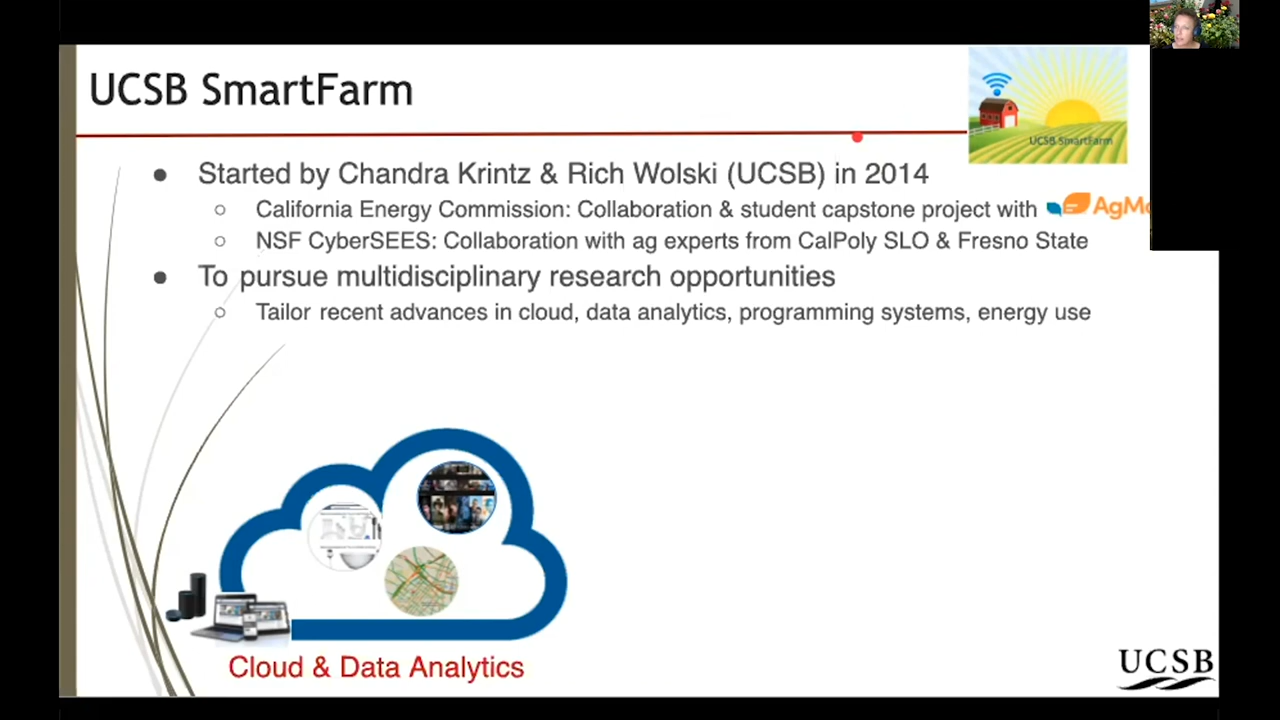 UCSB SmartFarm
UCSB SmartFarm
Started by Chandra Krintz & Rich Wolski (UCSB) in 2014
California Energy Commission: Collaboration & student capstone project with
NSF CyberSEES: Collaboration with ag experts from CalPoly SLO & Fresno State
To pursue multidisciplinary research opportunities
Tailor recent advances in cloud, data analytics, programming systems, energy use
Cloud & Data Analytics
UCSB